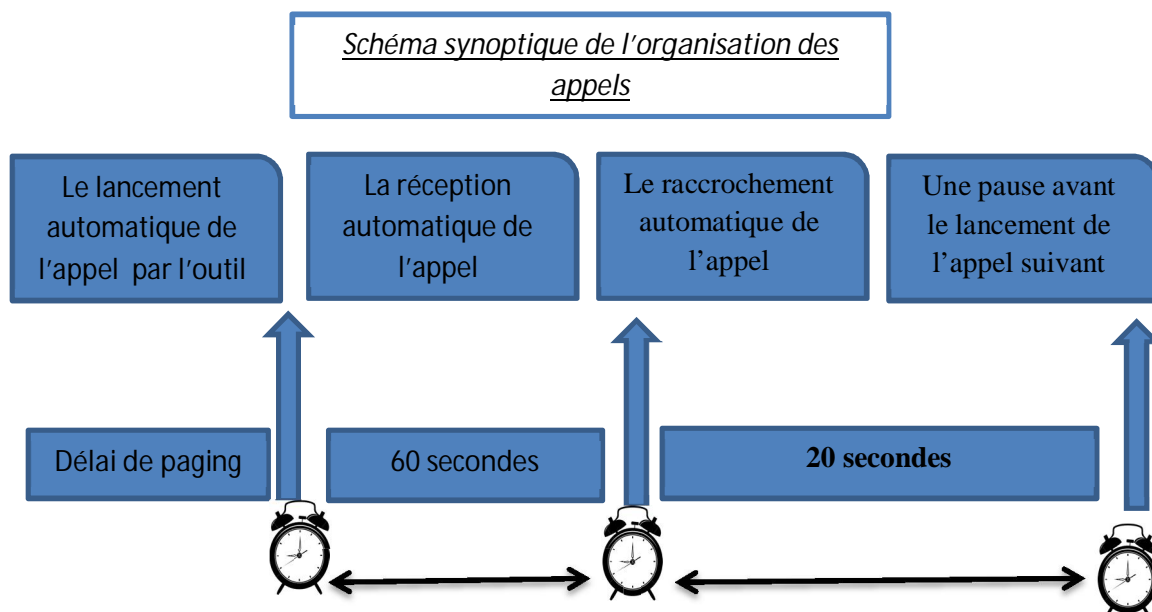 Schéma synoptique de l'organisation des
appels
Le lancement
automatique de
l'appel par l'outil
La réception
automatique de
l'appel
Le raccrochement
automatique de
l'appel
Une pause avant
le lancement de
l'appel suivant
Délai de paging
60 secondes
20 secondes